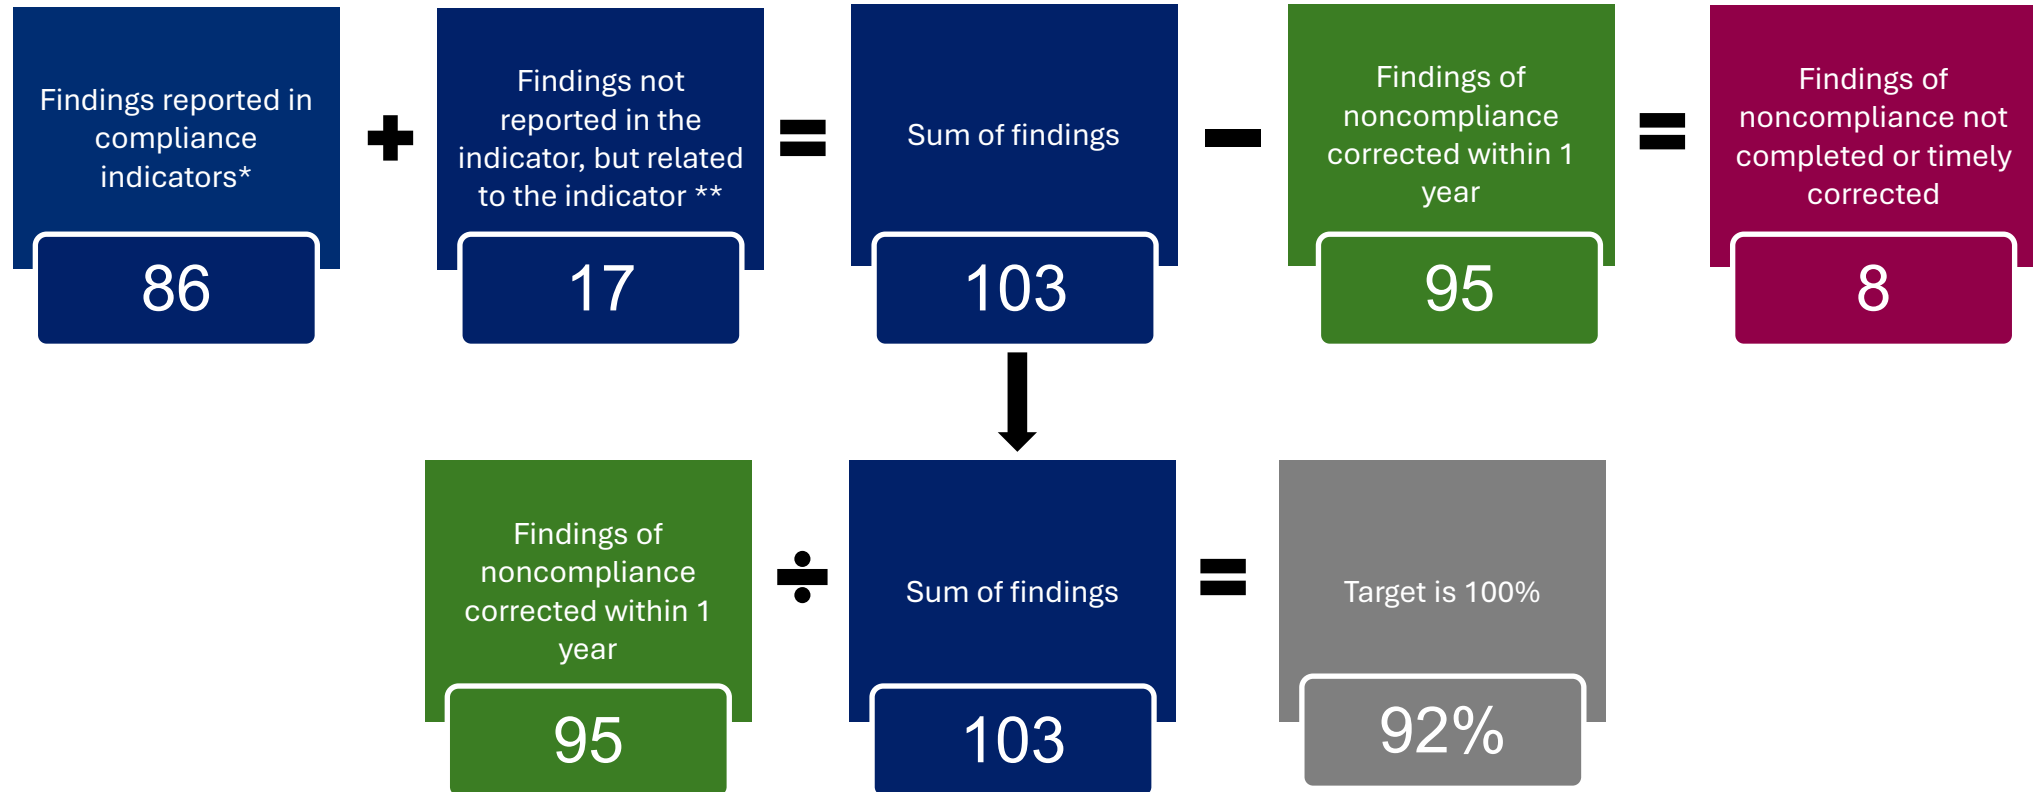 Findings reported in
compliance
indicators*
86
+
Findings not
reported in the
indicator, but related
to the indicator **
17
=
Sum of findings
103
−
Findings of
noncompliance
corrected within 1
year
95
=
Findings of
noncompliance not
completed or timely
corrected
8
Findings of
noncompliance
corrected within 1
year
95
÷
Sum of findings
103
=
Target is 100%
92%